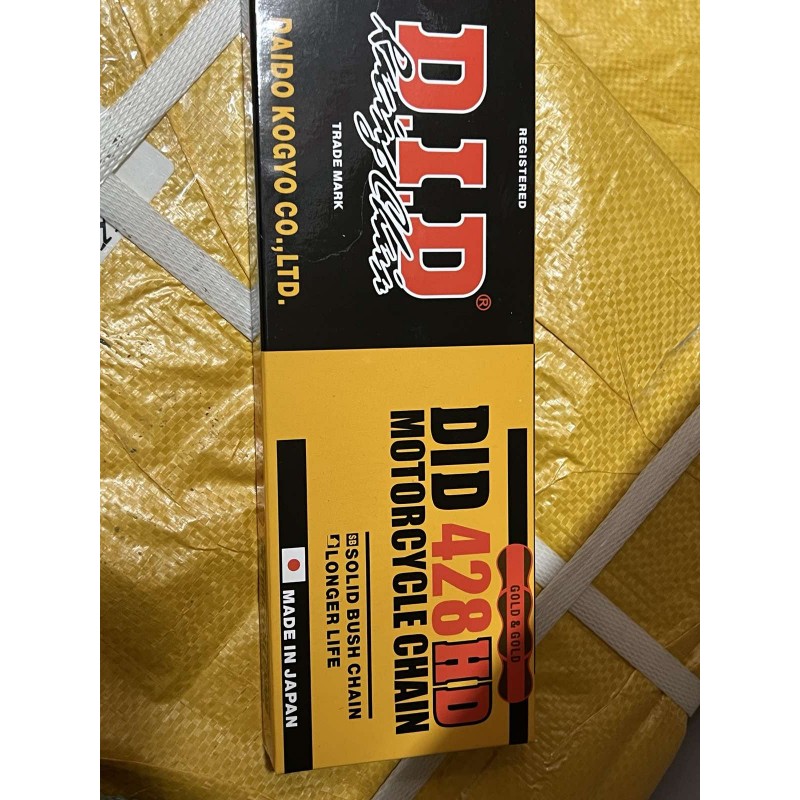 REGISTERED
D.I.D®
Racing Chain
TRADE MARK
DAIDO KOGYO CO.,LTD.
GOLD & GOLD
DID 428HD
MOTORCYCLE CHAIN
SB SOLID BUSH CHAIN
LONGER LIFE
MADE IN JAPAN